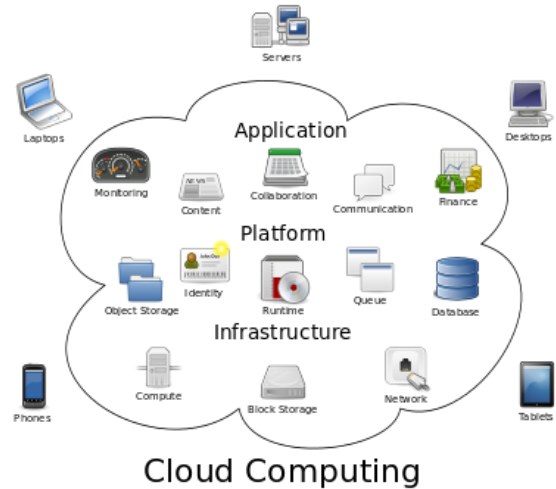 Servers
Laptops
Desktops
Application
Monitoring
Content
Collaboration
Communication
Finance
Platform
Object Storage
Identity
Runtime
Queue
Database
Infrastructure
Compute
Block Storage
Network
Phones
Tablets
Cloud Computing